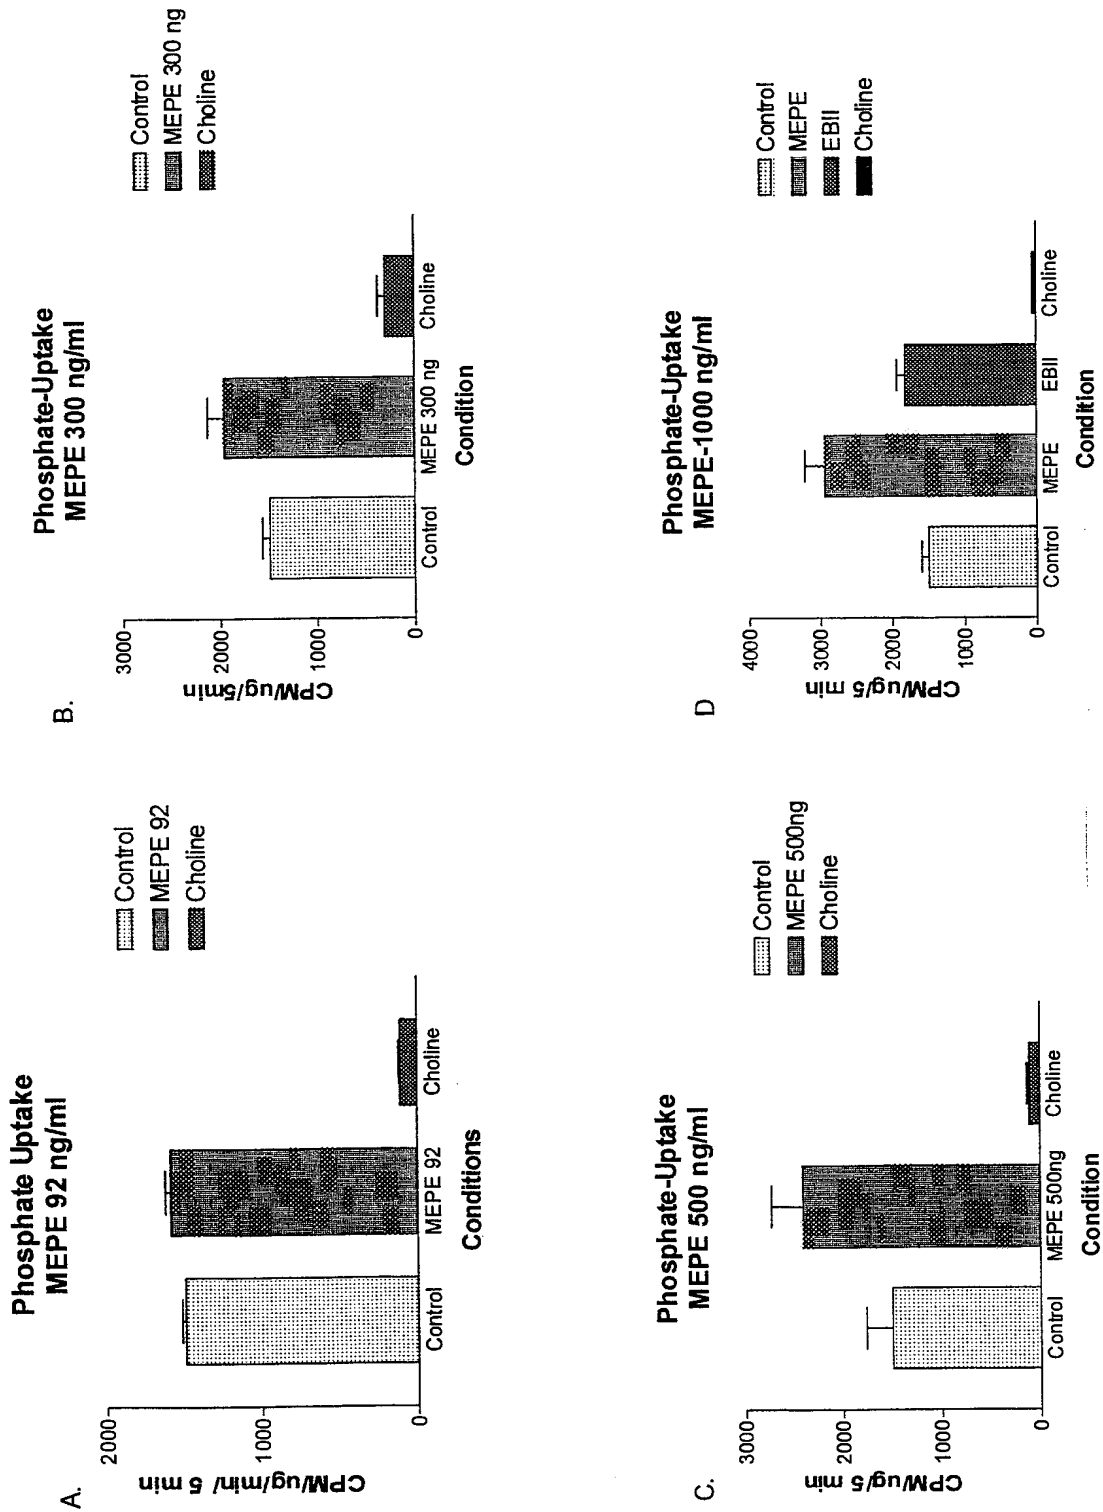 A.
Phosphate Uptake
MEPE 92 ng/ml
CPM/ug/min/ 5 min
2000
1000
0
Control
MEPE 92
Choline
Conditions
Control
MEPE 92
Choline
B.
Phosphate-Uptake
MEPE 300 ng/ml
CPM/ug/5min
3000
2000
1000
0
Control
MEPE 300 ng
Choline
Condition
Control
MEPE 300 ng
Choline
C.
Phosphate-Uptake
MEPE 500 ng/ml
CPM/ug/5 min
3000
2000
1000
0
Control
MEPE 500ng
Choline
Condition
Control
MEPE 500ng
Choline
D
Phosphate-Uptake
MEPE-1000 ng/ml
CPM/ug/5 min
4000
3000
2000
1000
0
Control
MEPE
EBII
Choline
Condition
Control
MEPE
EBII
Choline